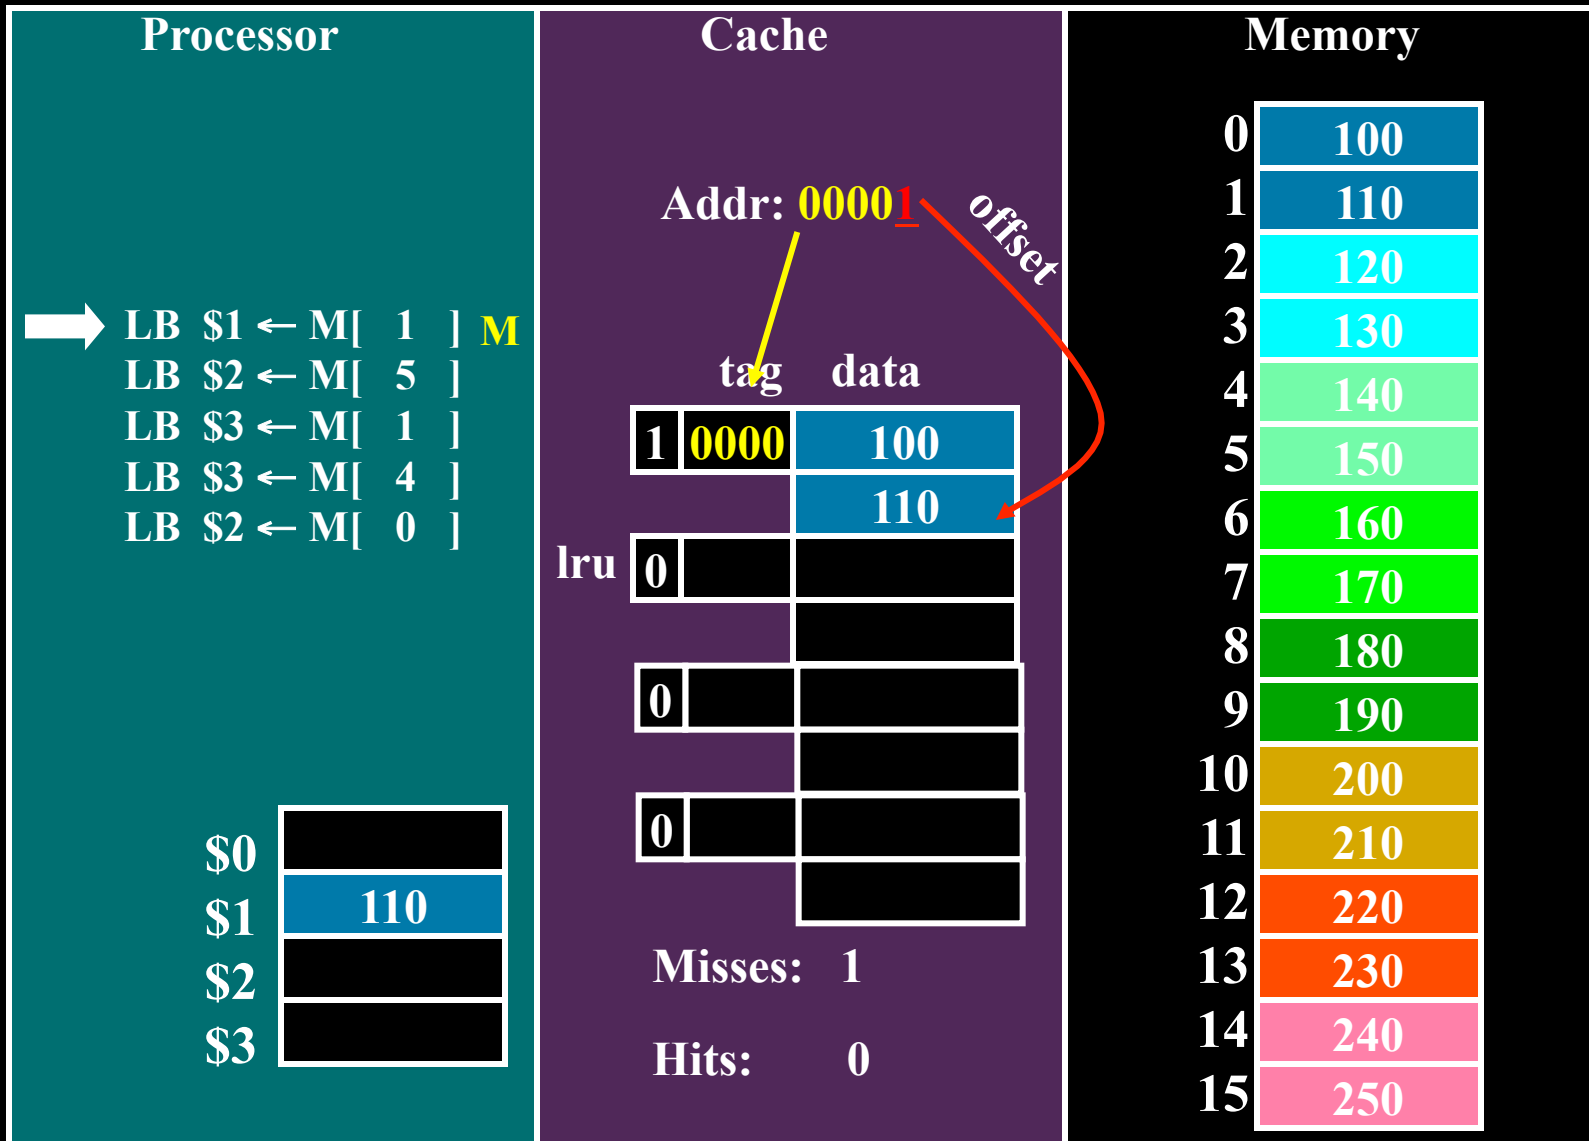 Processor
LB $1 ← M[ 1 ] M
LB $2 ← M[ 5 ]
LB $3 ← M[ 1 ]
LB $3 ← M[ 4 ]
LB $2 ← M[ 0 ]
$0
$1 110
$2
$3
Cache
Addr: 00001
offset
tag data
1 0000 100
110
lru 0
0
0
Misses: 1
Hits: 0
Memory
0 100
1 110
2 120
3 130
4 140
5 150
6 160
7 170
8 180
9 190
10 200
11 210
12 220
13 230
14 240
15 250